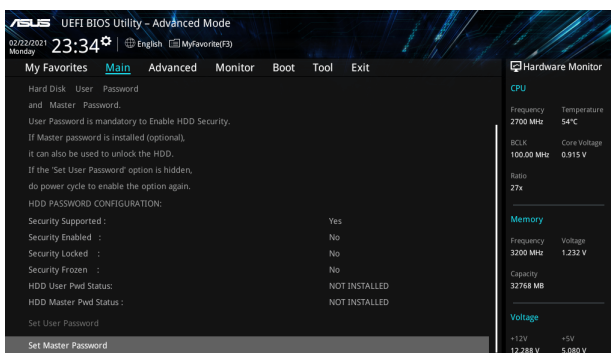 ASUS UEFI BIOS Utility – Advanced Mode
02/22/2021 Monday 23:34 English MyFavorite(F3)
My Favorites Main Advanced Monitor Boot Tool Exit
Hard Disk User Password
and Master Password.
User Password is mandatory to Enable HDD Security.
If Master password is installed (optional),
it can also be used to unlock the HDD.
If the 'Set User Password' option is hidden,
do power cycle to enable the option again.
HDD PASSWORD CONFIGURATION:
Security Supported : Yes
Security Enabled : No
Security Locked : No
Security Frozen : No
HDD User Pwd Status: NOT INSTALLED
HDD Master Pwd Status : NOT INSTALLED
Set User Password
Set Master Password
Hardware Monitor
CPU
Frequency Temperature
2700 MHz 54°C
BCLK Core Voltage
100.00 MHz 0.915 V
Ratio
27x
Memory
Frequency Voltage
3200 MHz 1.232 V
Capacity
32768 MB
Voltage
+12V +5V
12.288 V 5.080 V